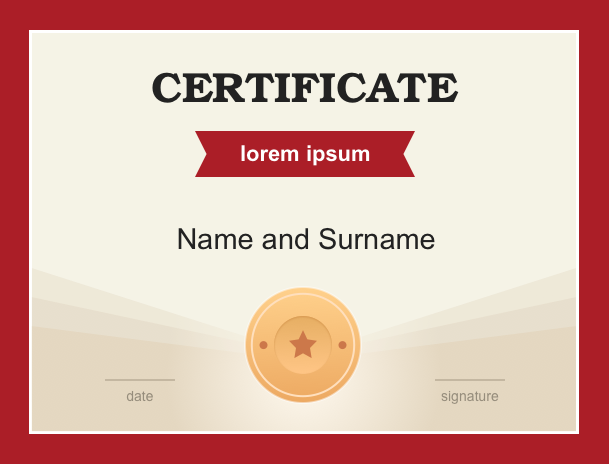 CERTIFICATE
lorem ipsum
Name and Surname
date
signature